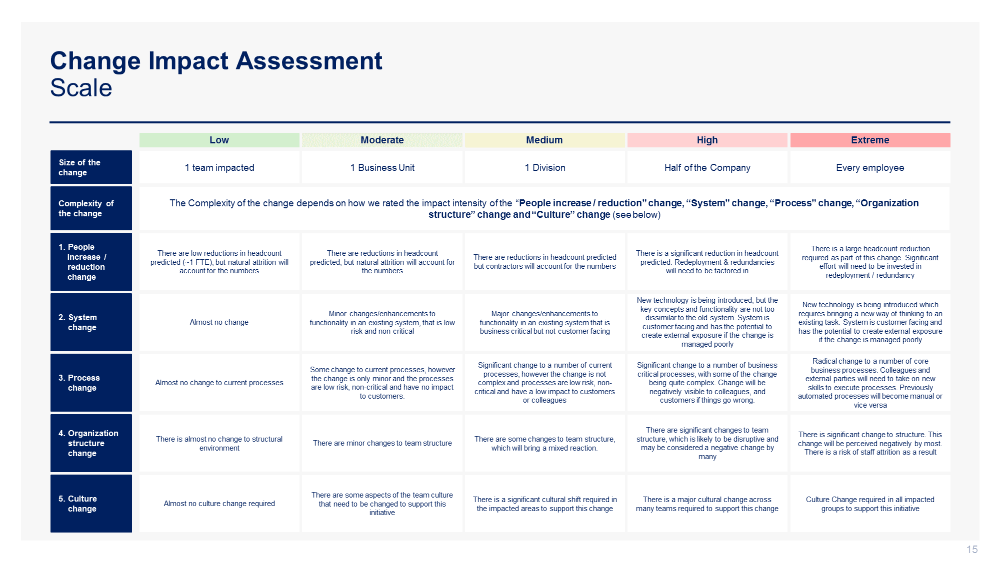 Change Impact Assessment
Scale
Low
Moderate
Medium
High
Extreme
Size of the
change
1 team impacted
1 Business Unit
1 Division
Half of the Company
Every employee
Complexity of
the change
The Complexity of the change depends on how we rated the impact intensity of the “People increase / reduction” change, “System” change, “Process” change, “Organization
structure” change and “Culture” change (see below)
1. People
increase /
reduction
change
There are low reductions in headcount
predicted (~1 FTE), but natural attrition will
account for the numbers
There are reductions in headcount
predicted, but natural attrition will account for
the numbers
There are reductions in headcount predicted
but contractors will account for the numbers
There is a significant reduction in headcount
predicted. Redeployment & redundancies
will need to be factored in
There is a large headcount reduction
required as part of this change. Significant
effort will need to be invested in
redeployment / redundancy
2. System
change
Almost no change
Minor changes/enhancements to
functionality in an existing system, that is low
risk and non critical
Major changes/enhancements to
functionality in an existing system that is
business critical but not customer facing
New technology is being introduced, but the
key concepts and functionality are not too
dissimilar to the old system. System is
customer facing and has the potential to
create external exposure if the change is
managed poorly
New technology is being introduced which
requires bringing a new way of thinking to an
existing task. System is customer facing and
has the potential to create external exposure
if the change is managed poorly
3. Process
change
Almost no change to current processes
Some change to current processes, however
the change is only minor and the processes
are low risk, non-critical and have no impact
to customers.
Significant change to a number of current
processes, however the change is not
complex and processes are low risk, non-
critical and have a low impact to customers
or colleagues
Significant change to a number of business
critical processes, with some of the change
being quite complex. Change will be
negatively visible to colleagues, and
customers if things go wrong.
Radical change to a number of core
business processes. Colleagues and
external parties will need to take on new
skills to execute processes. Previously
automated processes will become manual or
vice versa
4. Organization
structure
change
There is almost no change to structural
environment
There are minor changes to team structure
There are some changes to team structure,
which will bring a mixed reaction.
There are significant changes to team
structure, which is likely to be disruptive and
may be considered a negative change by
many
There is significant change to structure. This
change will be perceived negatively by most.
There is a risk of staff attrition as a result
5. Culture
change
Almost no culture change required
There are some aspects of the team culture
that need to be changed to support this
initiative
There is a significant cultural shift required in
the impacted areas to support this change
There is a major cultural change across
many teams required to support this change
Culture Change required in all impacted
groups to support this initiative
15